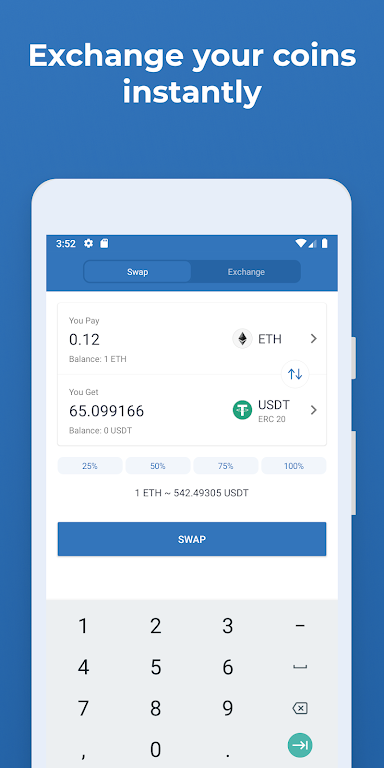 Exchange your coins
instantly
3:52
Swap
Exchange
You Pay
0.12
ETH
Balance: 1 ETH
You Get
65.099166
USDT
ERC 20
Balance: 0 USDT
25%
50%
75%
100%
1 ETH ~ 542.49305 USDT
SWAP
1 2 3 −
4 5 6
7 8 9
, 0 .